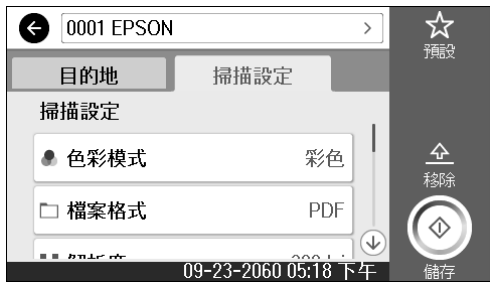 0001 EPSON
預設
目的地
掃描設定
掃描設定
色彩模式
彩色
移除
檔案格式
PDF
09-23-2060 05:18 下午
儲存